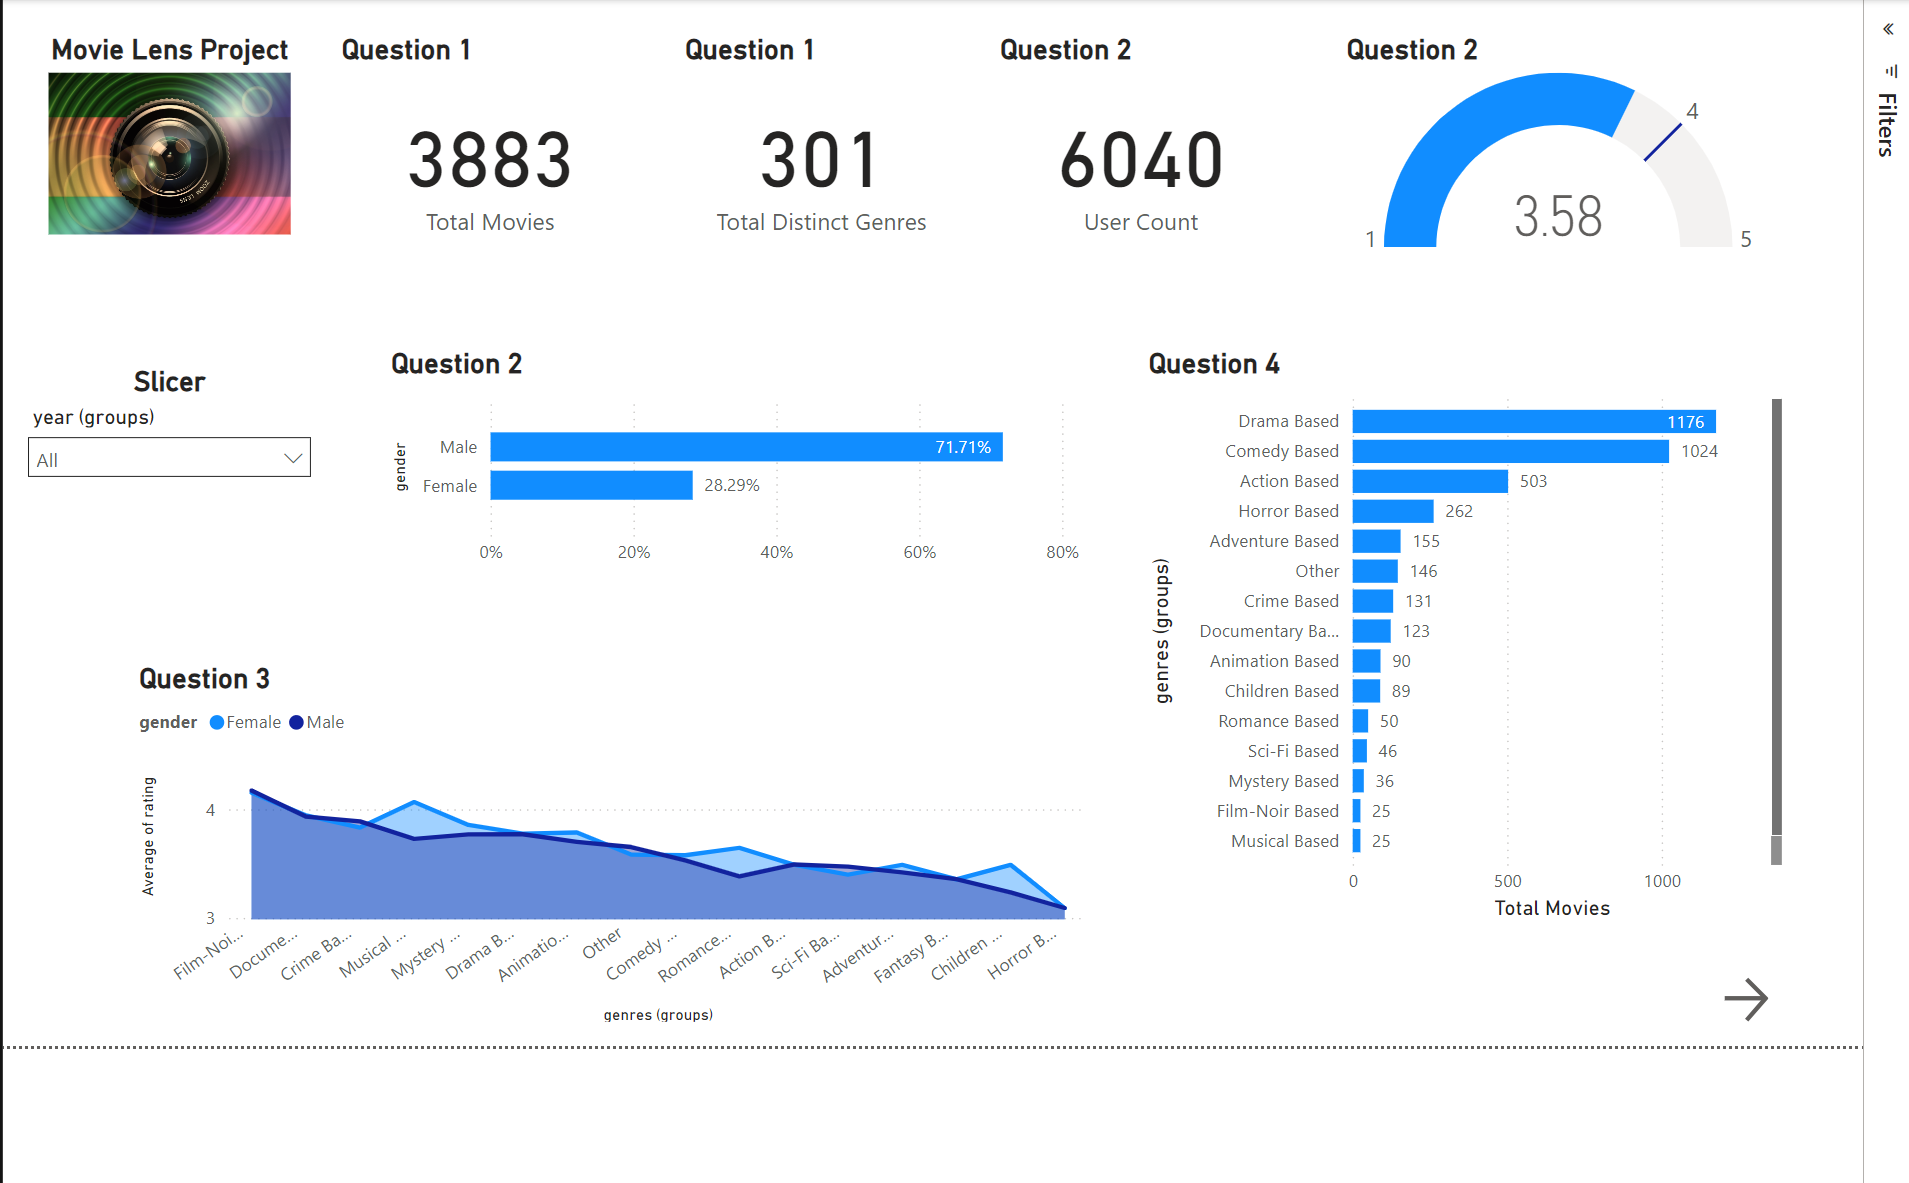 Movie Lens Project
Question 1
3883
Total Movies
Question 1
301
Total Distinct Genres
Question 2
6040
User Count
Question 2
1
4
5
3.58
«
Filters
Slicer
year (groups)
All
Question 2
gender
Male
71.71%
Female
28.29%
0%
20%
40%
60%
80%
Question 3
gender Female Male
Average of rating
4
3
Film-Noi...
Docume...
Crime Ba...
Musical ...
Mystery ...
Drama B...
Animatio...
Other
Comedy ...
Romance...
Action B...
Sci-Fi Ba...
Adventur...
Fantasy B...
Children ...
Horror B...
genres (groups)
Question 4
genres (groups)
Drama Based 1176
Comedy Based 1024
Action Based 503
Horror Based 262
Adventure Based 155
Other 146
Crime Based 131
Documentary Ba... 123
Animation Based 90
Children Based 89
Romance Based 50
Sci-Fi Based 46
Mystery Based 36
Film-Noir Based 25
Musical Based 25
0
500
1000
Total Movies